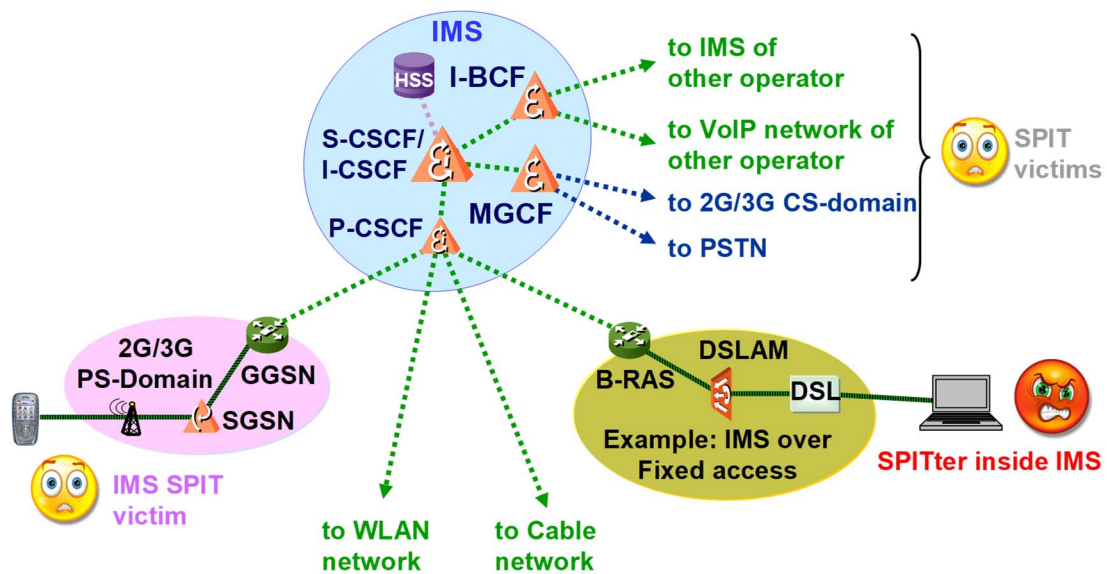 IMS
HSS
I-BCF
S-CSCF/
I-CSCF
MGCF
P-CSCF
to IMS of
other operator
to VoIP network of
other operator
to 2G/3G CS-domain
to PSTN
SPIT
victims
2G/3G
PS-Domain
GGSN
SGSN
IMS SPIT
victim
to WLAN
network
to Cable
network
DSLAM
B-RAS
DSL
Example: IMS over
Fixed access
SPITter inside IMS